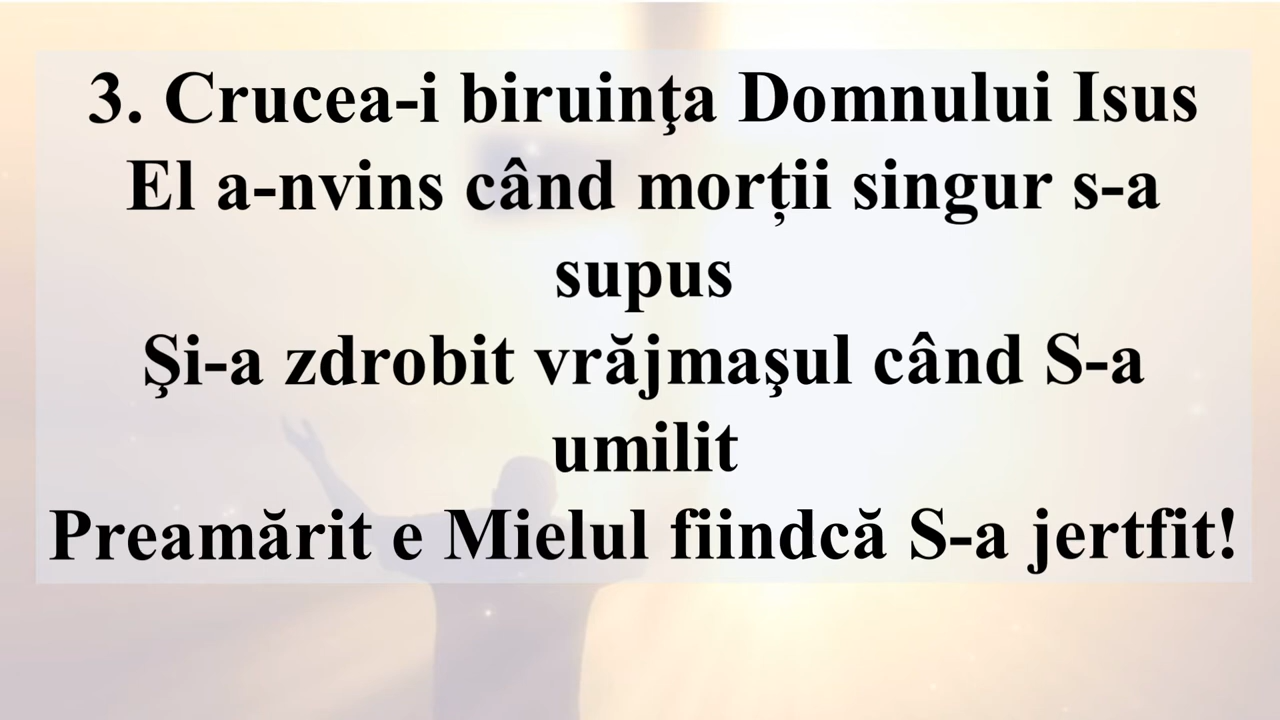 3. Crucea-i biruinţa Domnului Isus
El a-nvins când morții singur s-a
supus
Şi-a zdrobit vrăjmaşul când S-a
umilit
Preamărit e Mielul fiindcă S-a jertfit!